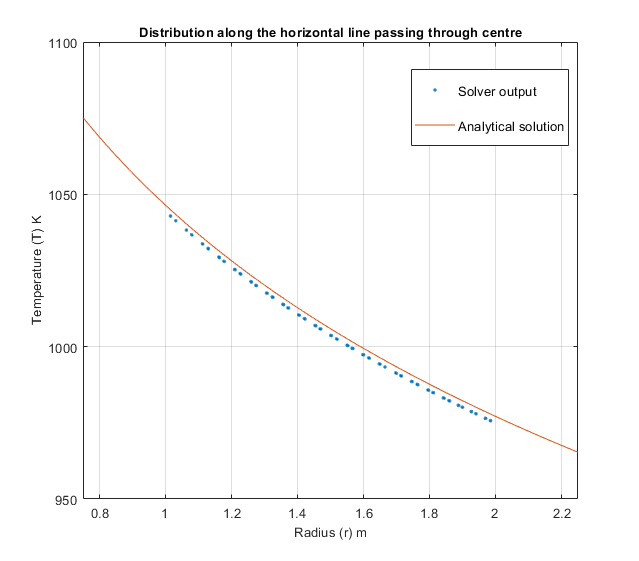 Distribution along the horizontal line passing through centre
1100
1050
1000
950
Temperature (T) K
Solver output
Analytical solution
0.8 1 1.2 1.4 1.6 1.8 2 2.2
Radius (r) m